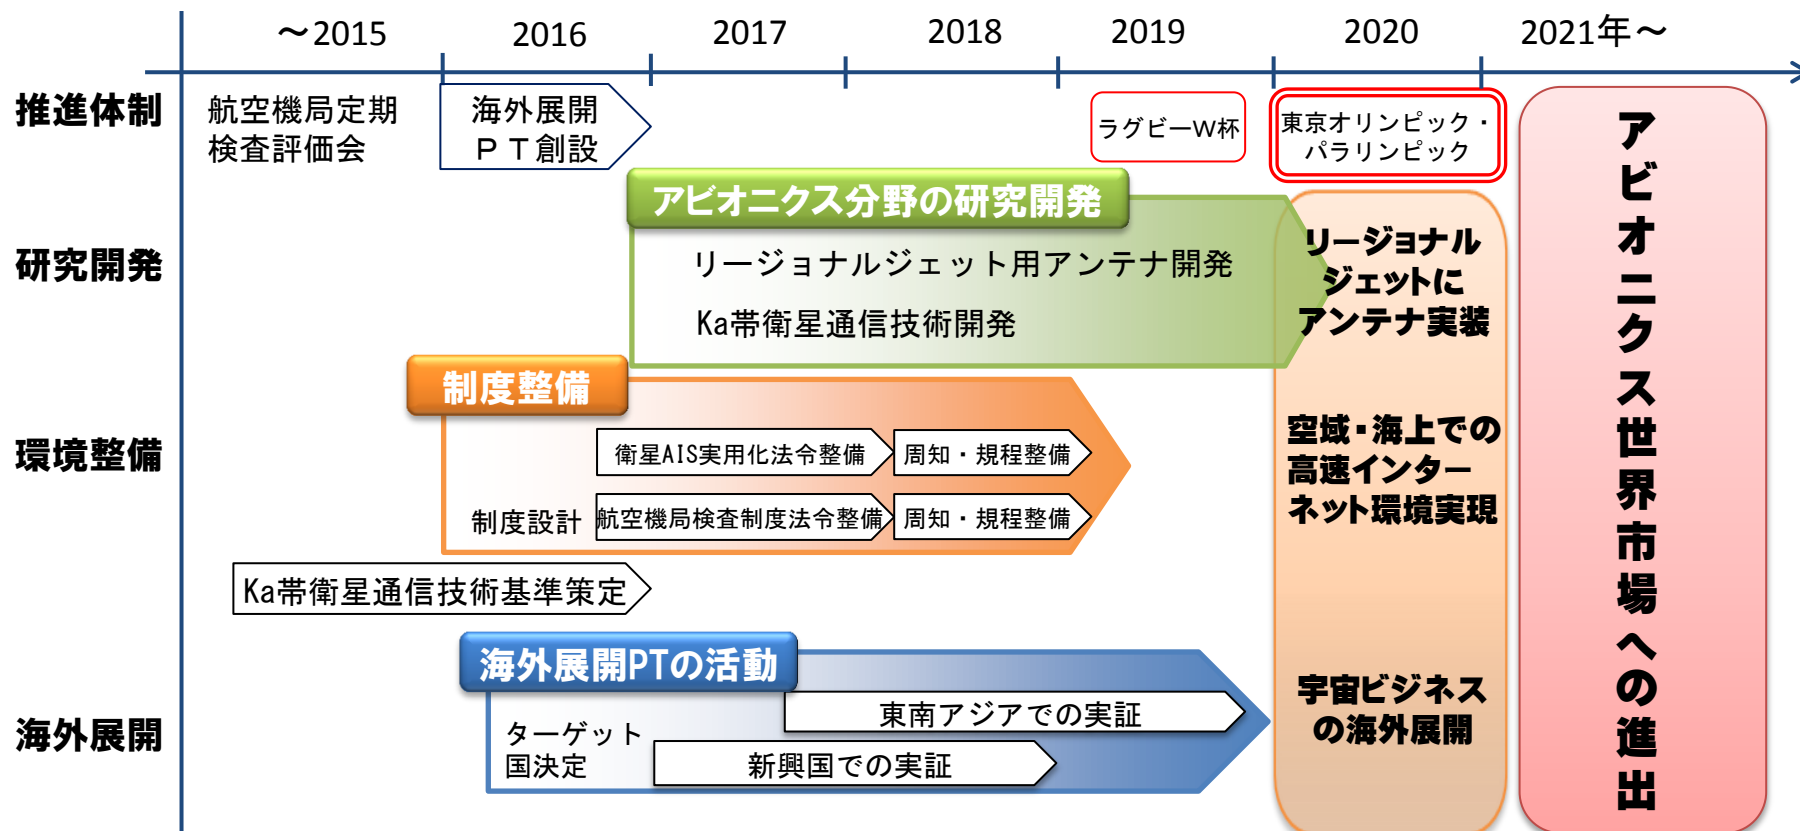 ～2015
2016
2017
2018
2019
2020
2021年～
推進体制
航空機局定期
検査評価会
海外展開
ＰＴ創設
ラグビーW杯
東京オリンピック・
パラリンピック
研究開発
アビオニクス分野の研究開発
リージョナルジェット用アンテナ開発
Ka帯衛星通信技術開発
リージョナル
ジェットに
アンテナ実装
環境整備
制度整備
衛星AIS実用化法令整備
周知・規程整備
制度設計
航空機局検査制度法令整備
周知・規程整備
Ka帯衛星通信技術基準策定
空域・海上での
高速インター
ネット環境実現
海外展開
海外展開PTの活動
ターゲット
国決定
東南アジアでの実証
新興国での実証
宇宙ビジネス
の海外展開
アビオニクス世界市場への進出